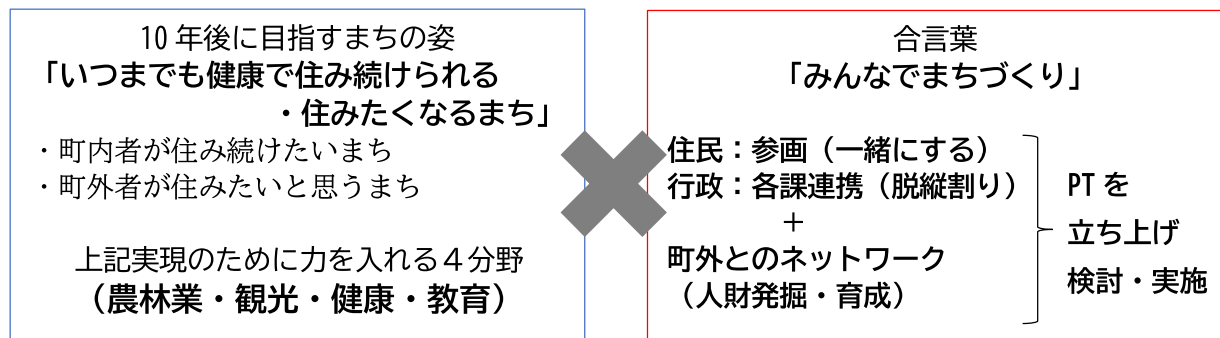 10年後に目指すまちの姿
「いつまでも健康で住み続けられる
・住みたくなるまち」
・町内者が住み続けたいまち
・町外者が住みたいと思うまち
上記実現のために力を入れる４分野
（農林業・観光・健康・教育）
合言葉
「みんなでまちづくり」
住民：参画（一緒にする）
行政：各課連携（脱縦割り）
＋
町外とのネットワーク
（人財発掘・育成）
PTを
立ち上げ
検討・実施